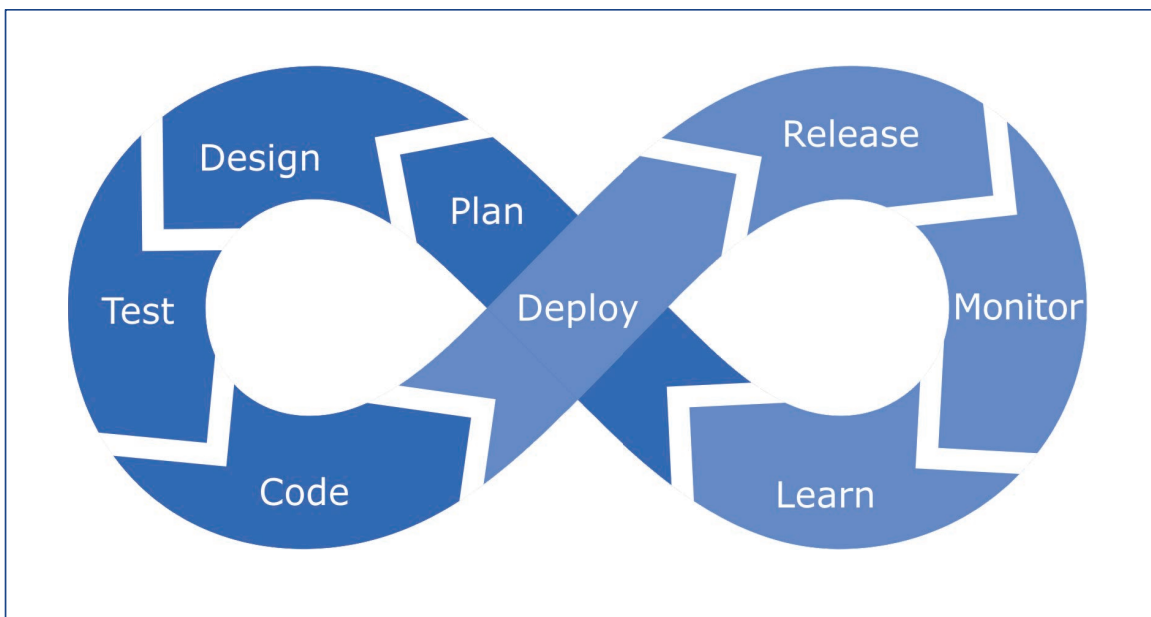 Design
Release
Plan
Test
Deploy
Monitor
Code
Learn